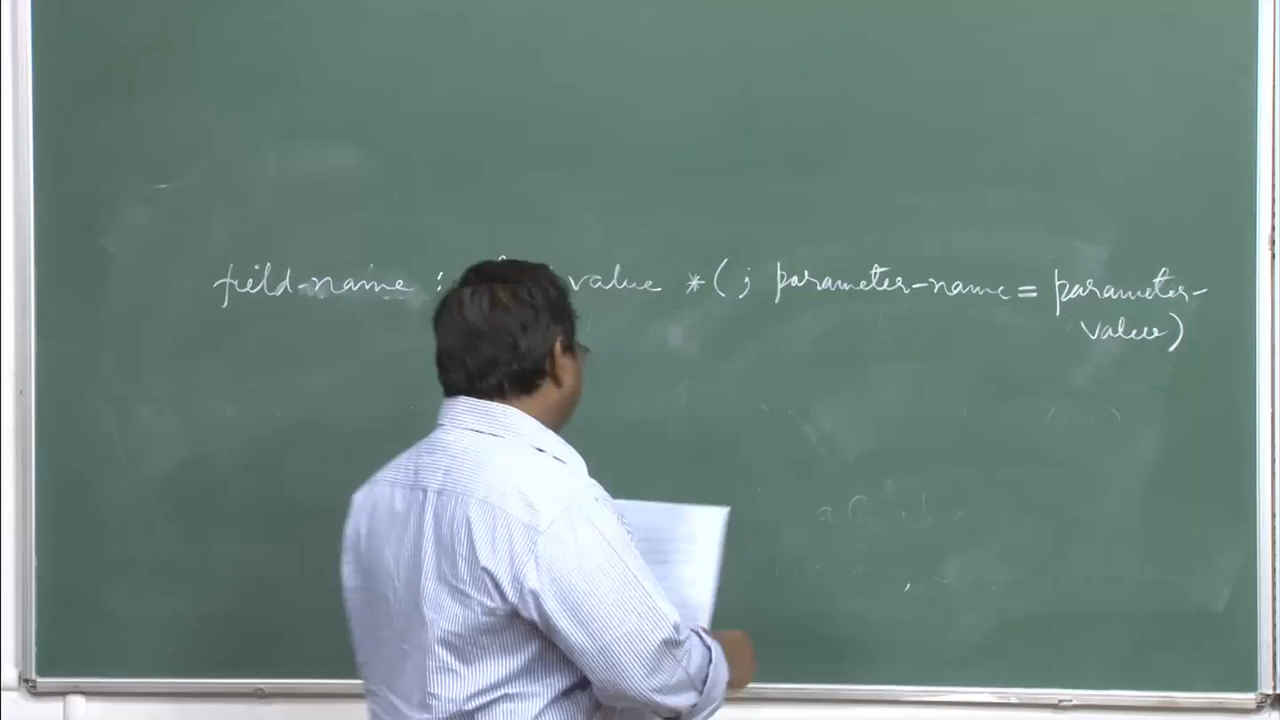 field-name : value *(; parameter-name = parameter-
value)